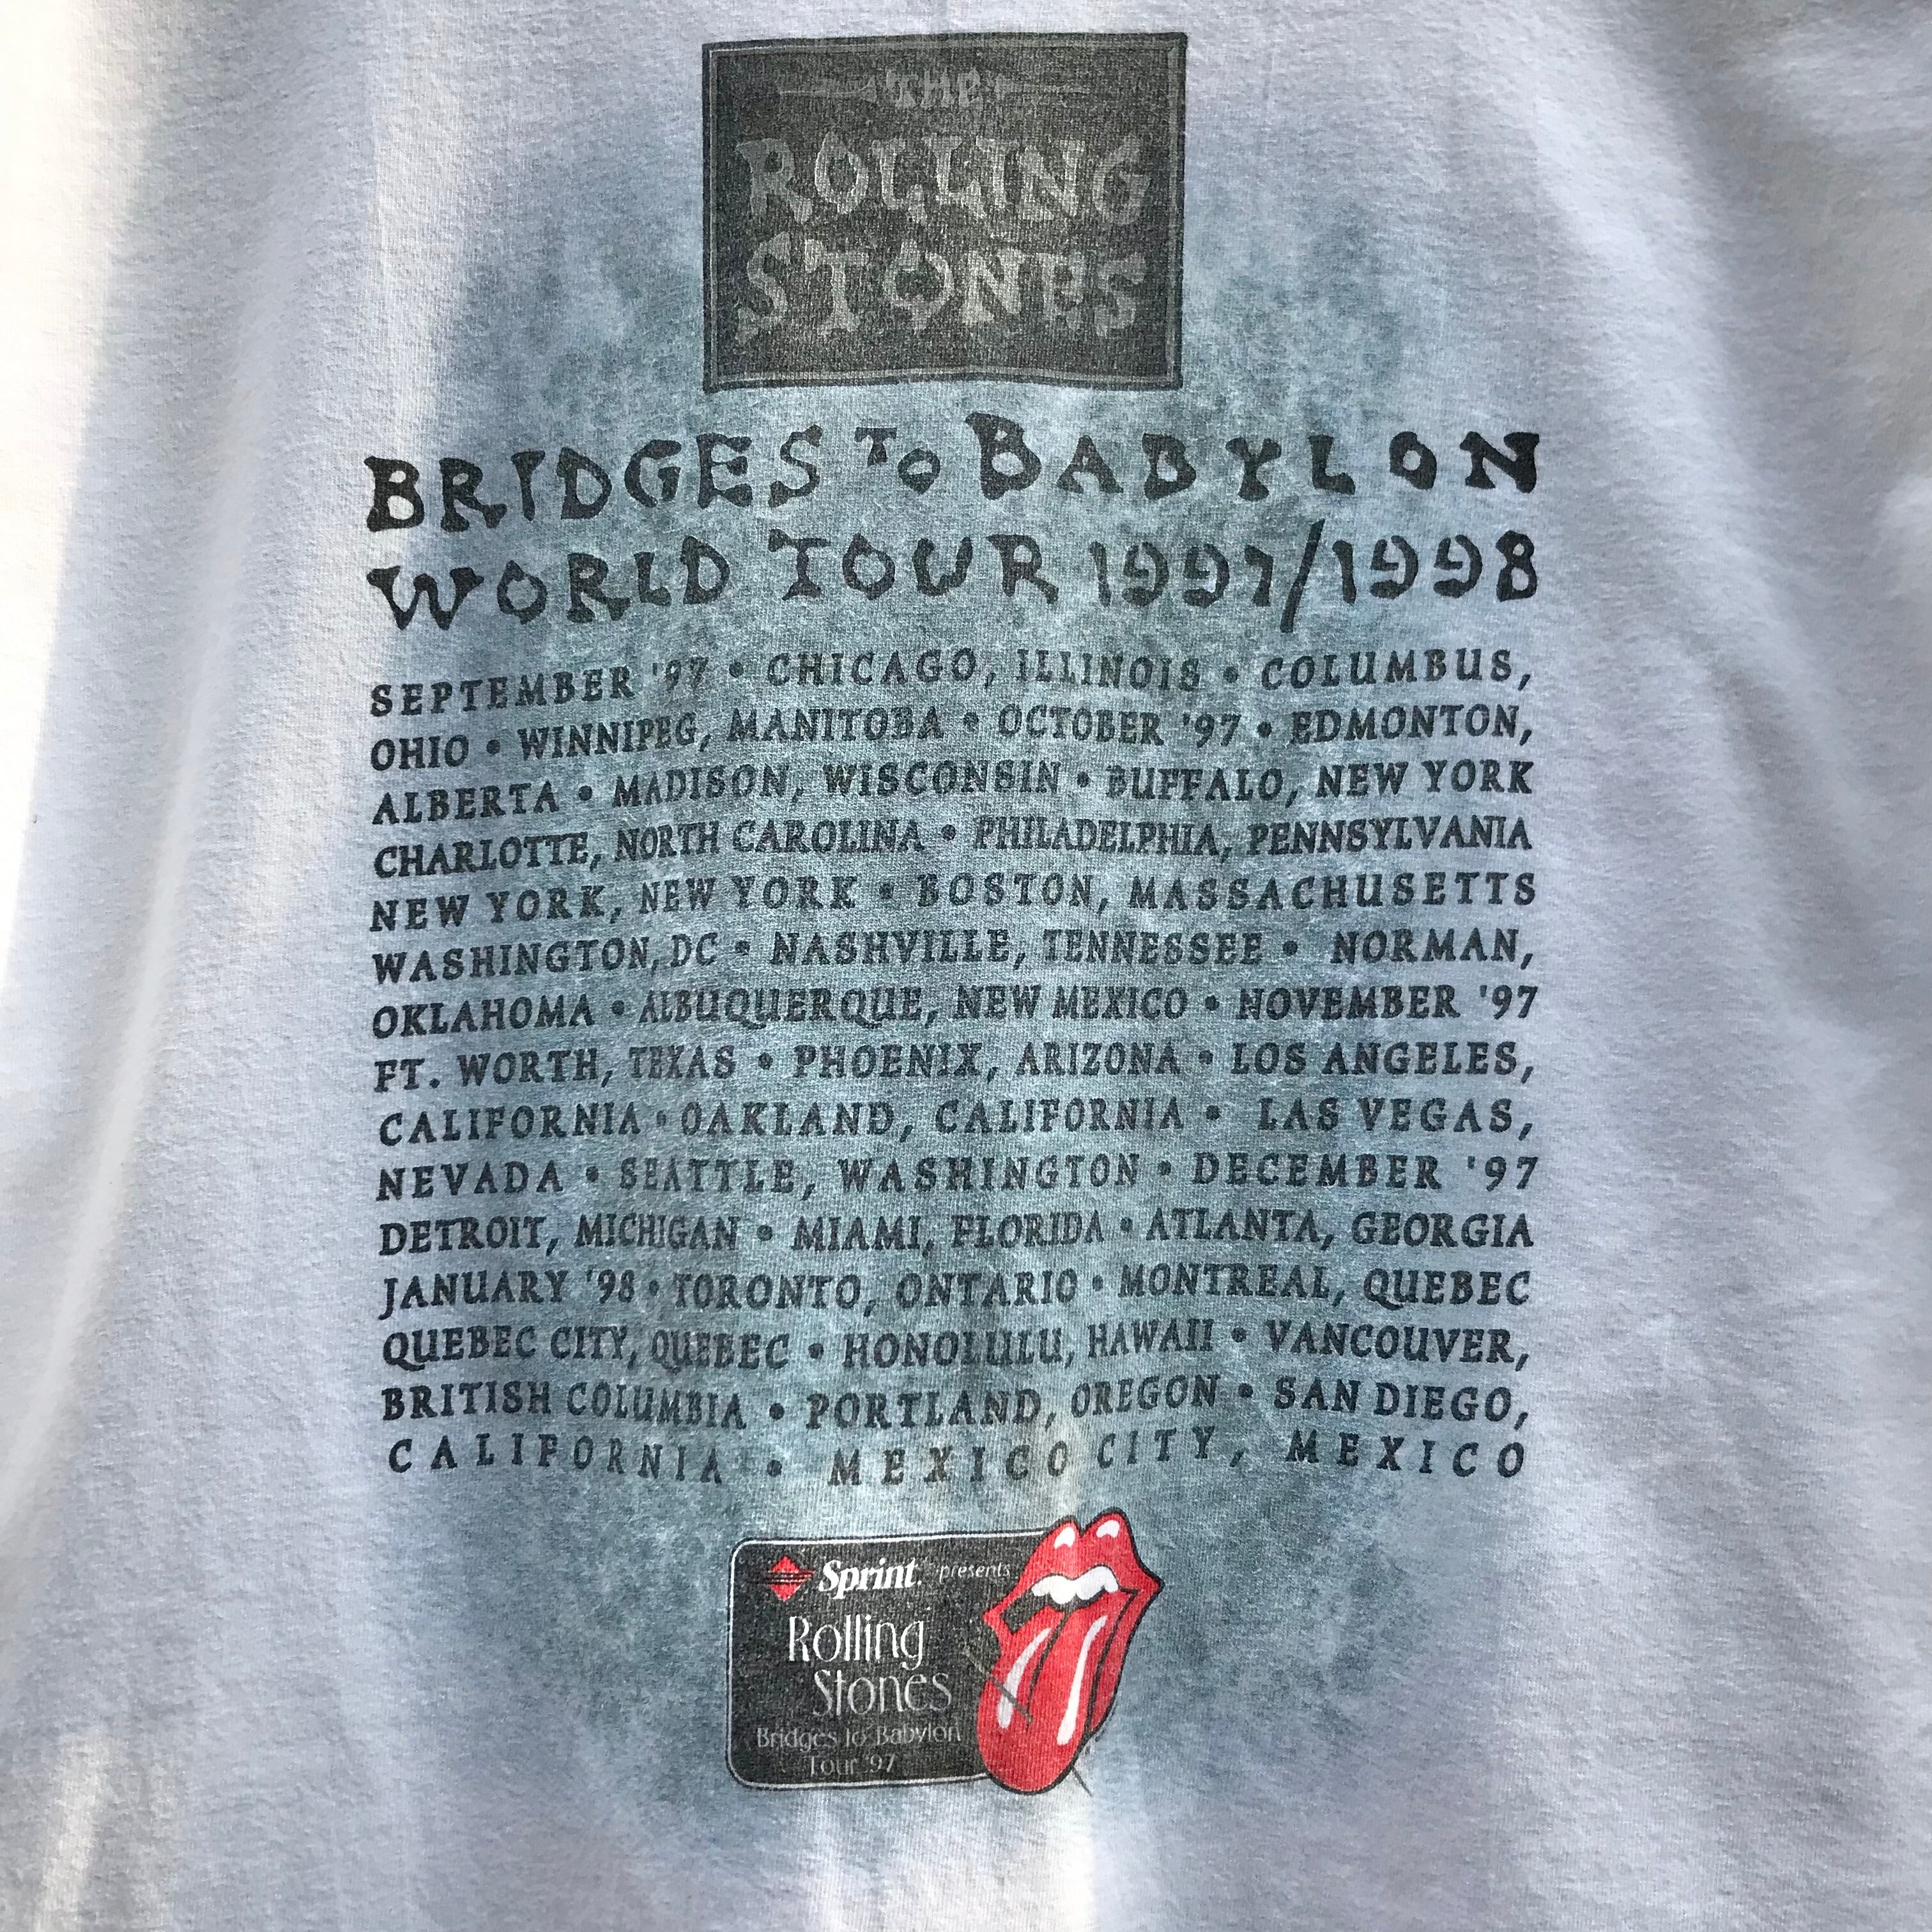 THE
ROLLING
STONES
BRIDGES TO BABYLON
WORLD TOUR 1997/1998
SEPTEMBER '97 • CHICAGO, ILLINOIS • COLUMBUS,
OHIO • WINNIPEG, MANITOBA • OCTOBER '97 • EDMONTON,
ALBERTA • MADISON, WISCONSIN • BUFFALO, NEW YORK
CHARLOTTE, NORTH CAROLINA • PHILADELPHIA, PENNSYLVANIA
NEW YORK, NEW YORK • BOSTON, MASSACHUSETTS
WASHINGTON, DC • NASHVILLE, TENNESSEE • NORMAN,
OKLAHOMA • ALBUQUERQUE, NEW MEXICO • NOVEMBER '97
FT. WORTH, TEXAS • PHOENIX, ARIZONA • LOS ANGELES,
CALIFORNIA • OAKLAND, CALIFORNIA • LAS VEGAS,
NEVADA • SEATTLE, WASHINGTON • DECEMBER '97
DETROIT, MICHIGAN • MIAMI, FLORIDA • ATLANTA, GEORGIA
JANUARY '98 • TORONTO, ONTARIO • MONTREAL, QUEBEC
QUEBEC CITY, QUEBEC • HONOLULU, HAWAII • VANCOUVER,
BRITISH COLUMBIA • PORTLAND, OREGON • SAN DIEGO,
CALIFORNIA • MEXICO CITY, MEXICO
Sprint. presents
Rolling
Stones
Bridges to Babylon
Tour '97